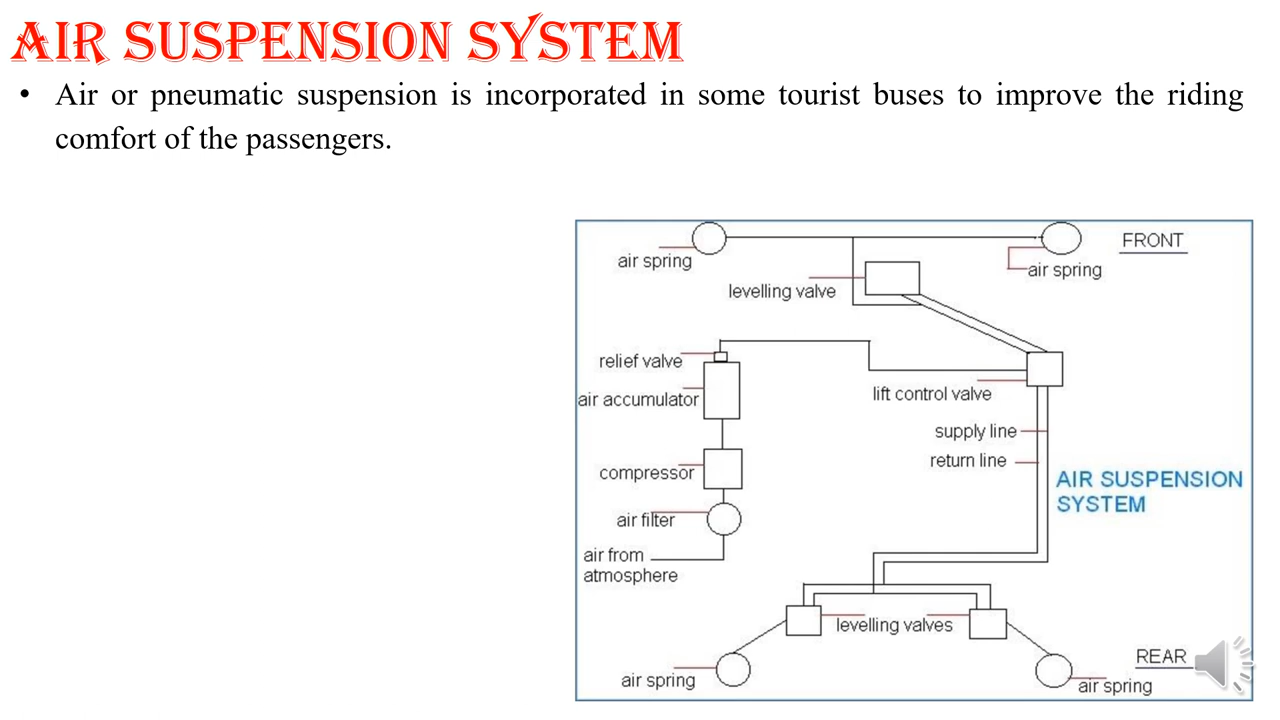 AIR SUSPENSION SYSTEM
• Air or pneumatic suspension is incorporated in some tourist buses to improve the riding
comfort of the passengers.
FRONT
air spring
air spring
levelling valve
relief valve
air accumulator
lift control valve
supply line
return line
compressor
AIR SUSPENSION
SYSTEM
air filter
air from
atmosphere
levelling valves
REAR
air spring
air spring